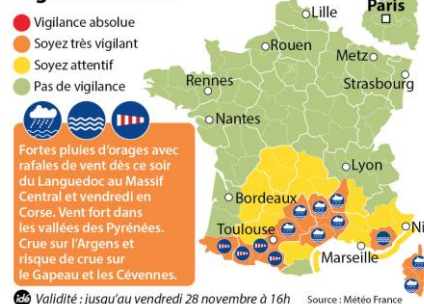 Paris
Lille
Vigilance absolue
Soyez très vigilant
Soyez attentif
Pas de vigilance
Rouen
Metz
Strasbourg
Rennes
Nantes
Lyon
Bordeaux
Toulouse
Marseille
Fortes pluies d'orages avec
rafales de vent dès ce soir
du Languedoc au Massif
Central et vendredi en
Corse. Vent fort dans
les vallées des Pyrénées.
Crue sur l'Argens et
risque de crue sur
le Gapeau et les Cévennes.
idé Validité : jusqu'au vendredi 28 novembre à 16h
Source : Météo France